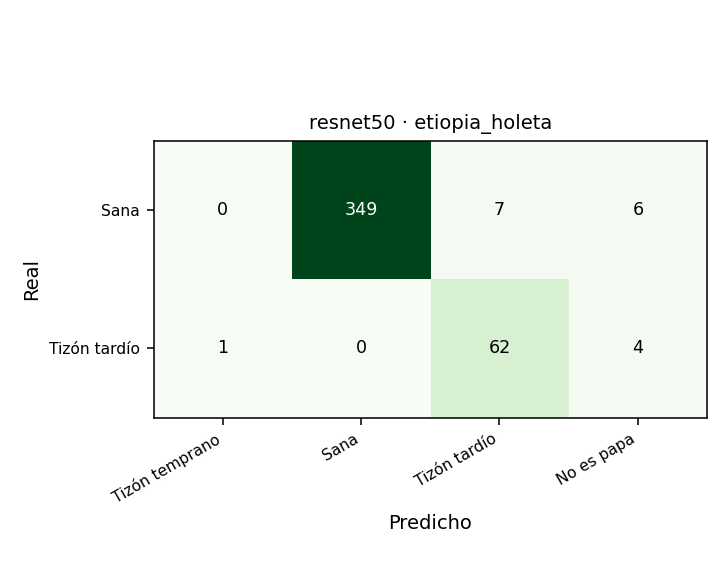 resnet50 · etiopia_holeta
Real
Sana 0 349 7 6
Tizón tardío 1 0 62 4
Tizón temprano Sana Tizón tardío No es papa
Predicho